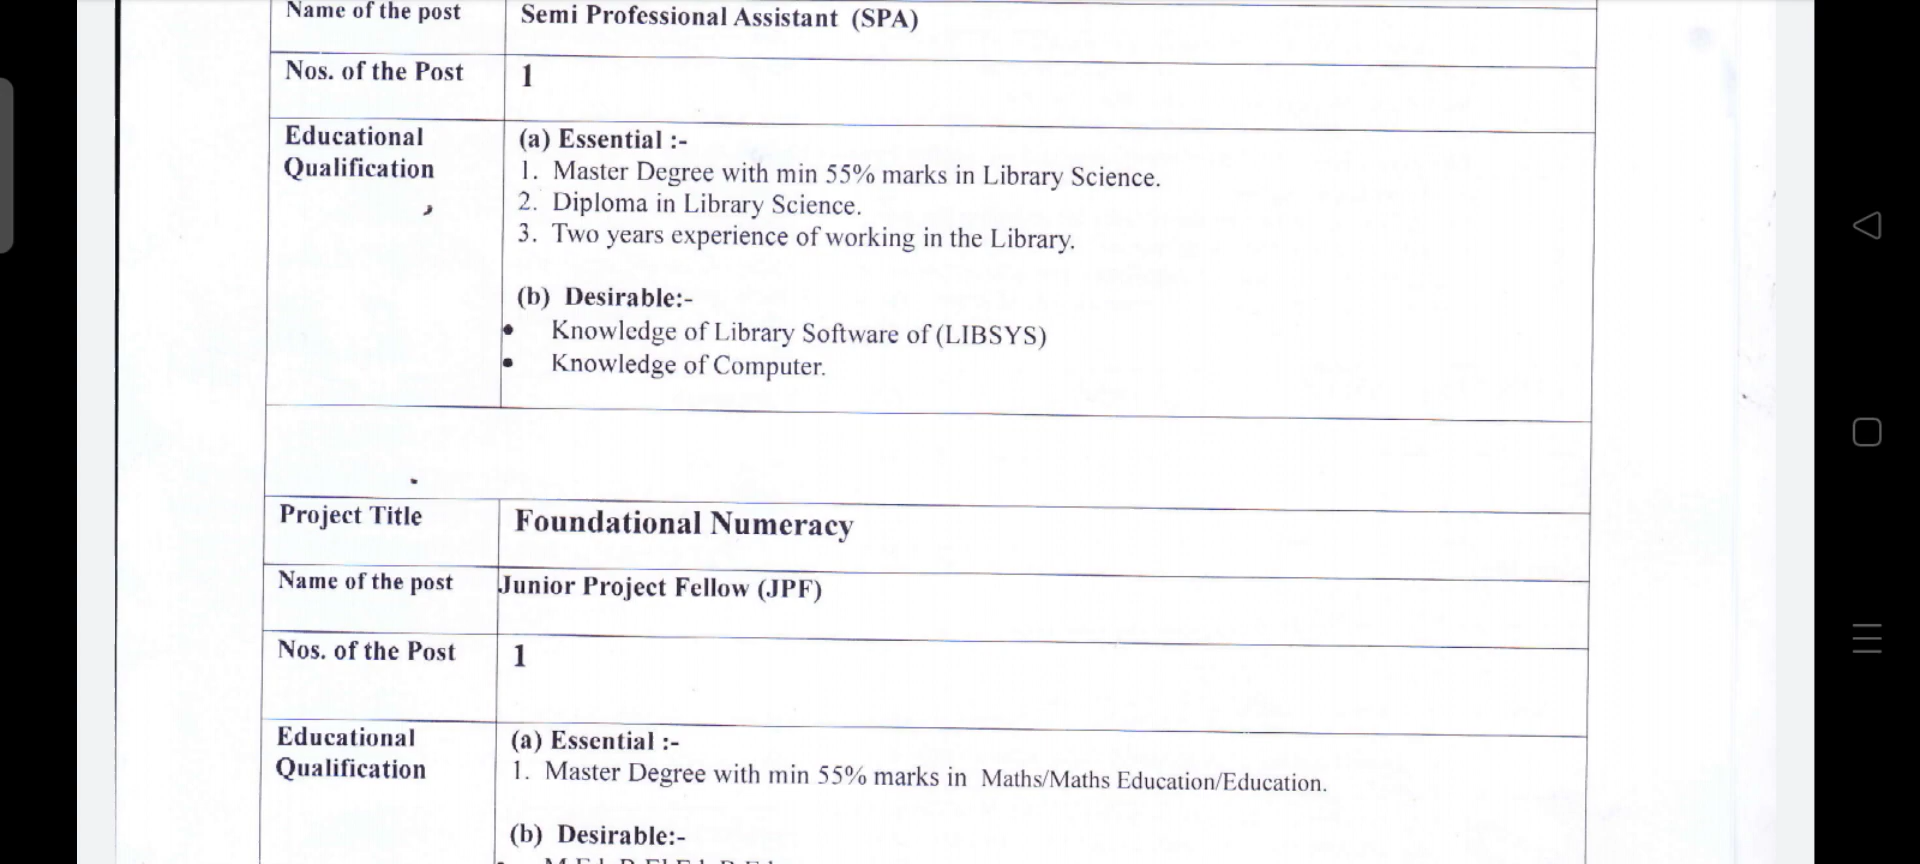 Name of the post Semi Professional Assistant (SPA)
Nos. of the Post 1
Educational Qualification (a) Essential :-
1. Master Degree with min 55% marks in Library Science.
2. Diploma in Library Science.
3. Two years experience of working in the Library.
(b) Desirable:-
• Knowledge of Library Software of (LIBSYS)
• Knowledge of Computer.
Project Title Foundational Numeracy
Name of the post Junior Project Fellow (JPF)
Nos. of the Post 1
Educational Qualification (a) Essential :-
1. Master Degree with min 55% marks in Maths/Maths Education/Education.
(b) Desirable:-